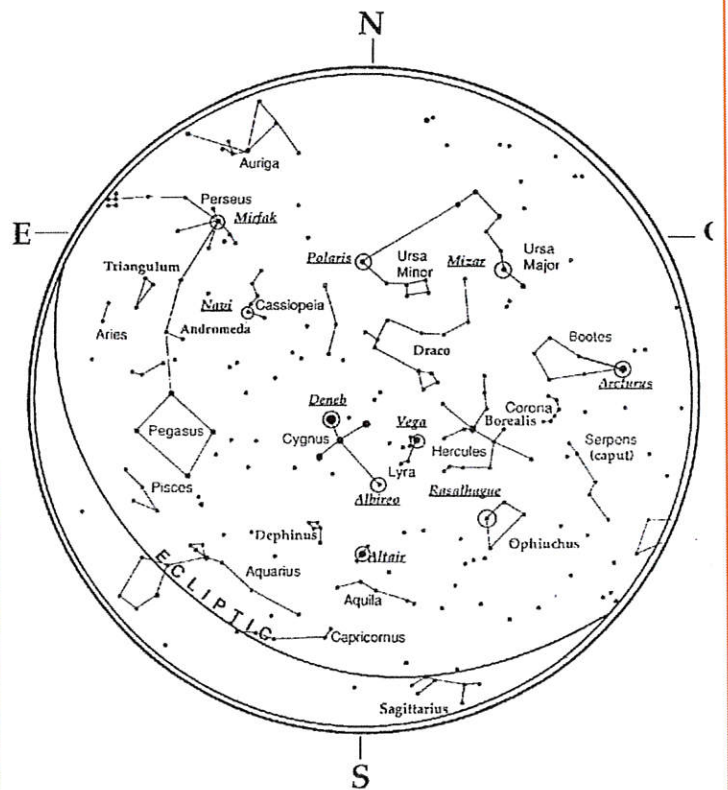 N
Auriga
Perseus
Mirfak
E
Polaris
Ursa
Minor
Mizar
Ursa
Major
Triangulum
Navi
Cassiopeia
Aries
Andromeda
Draco
Bootes
Arcturus
Deneb
Vega
Corona
Borealis
Pegasus
Cygnus
Lyra
Hercules
Serpons
(caput)
Pisces
Albireo
Rasalhague
Dephinus
Altair
Ophiuchus
Aquarius
Aquila
ECLIPTIC
Capricornus
Sagittarius
S